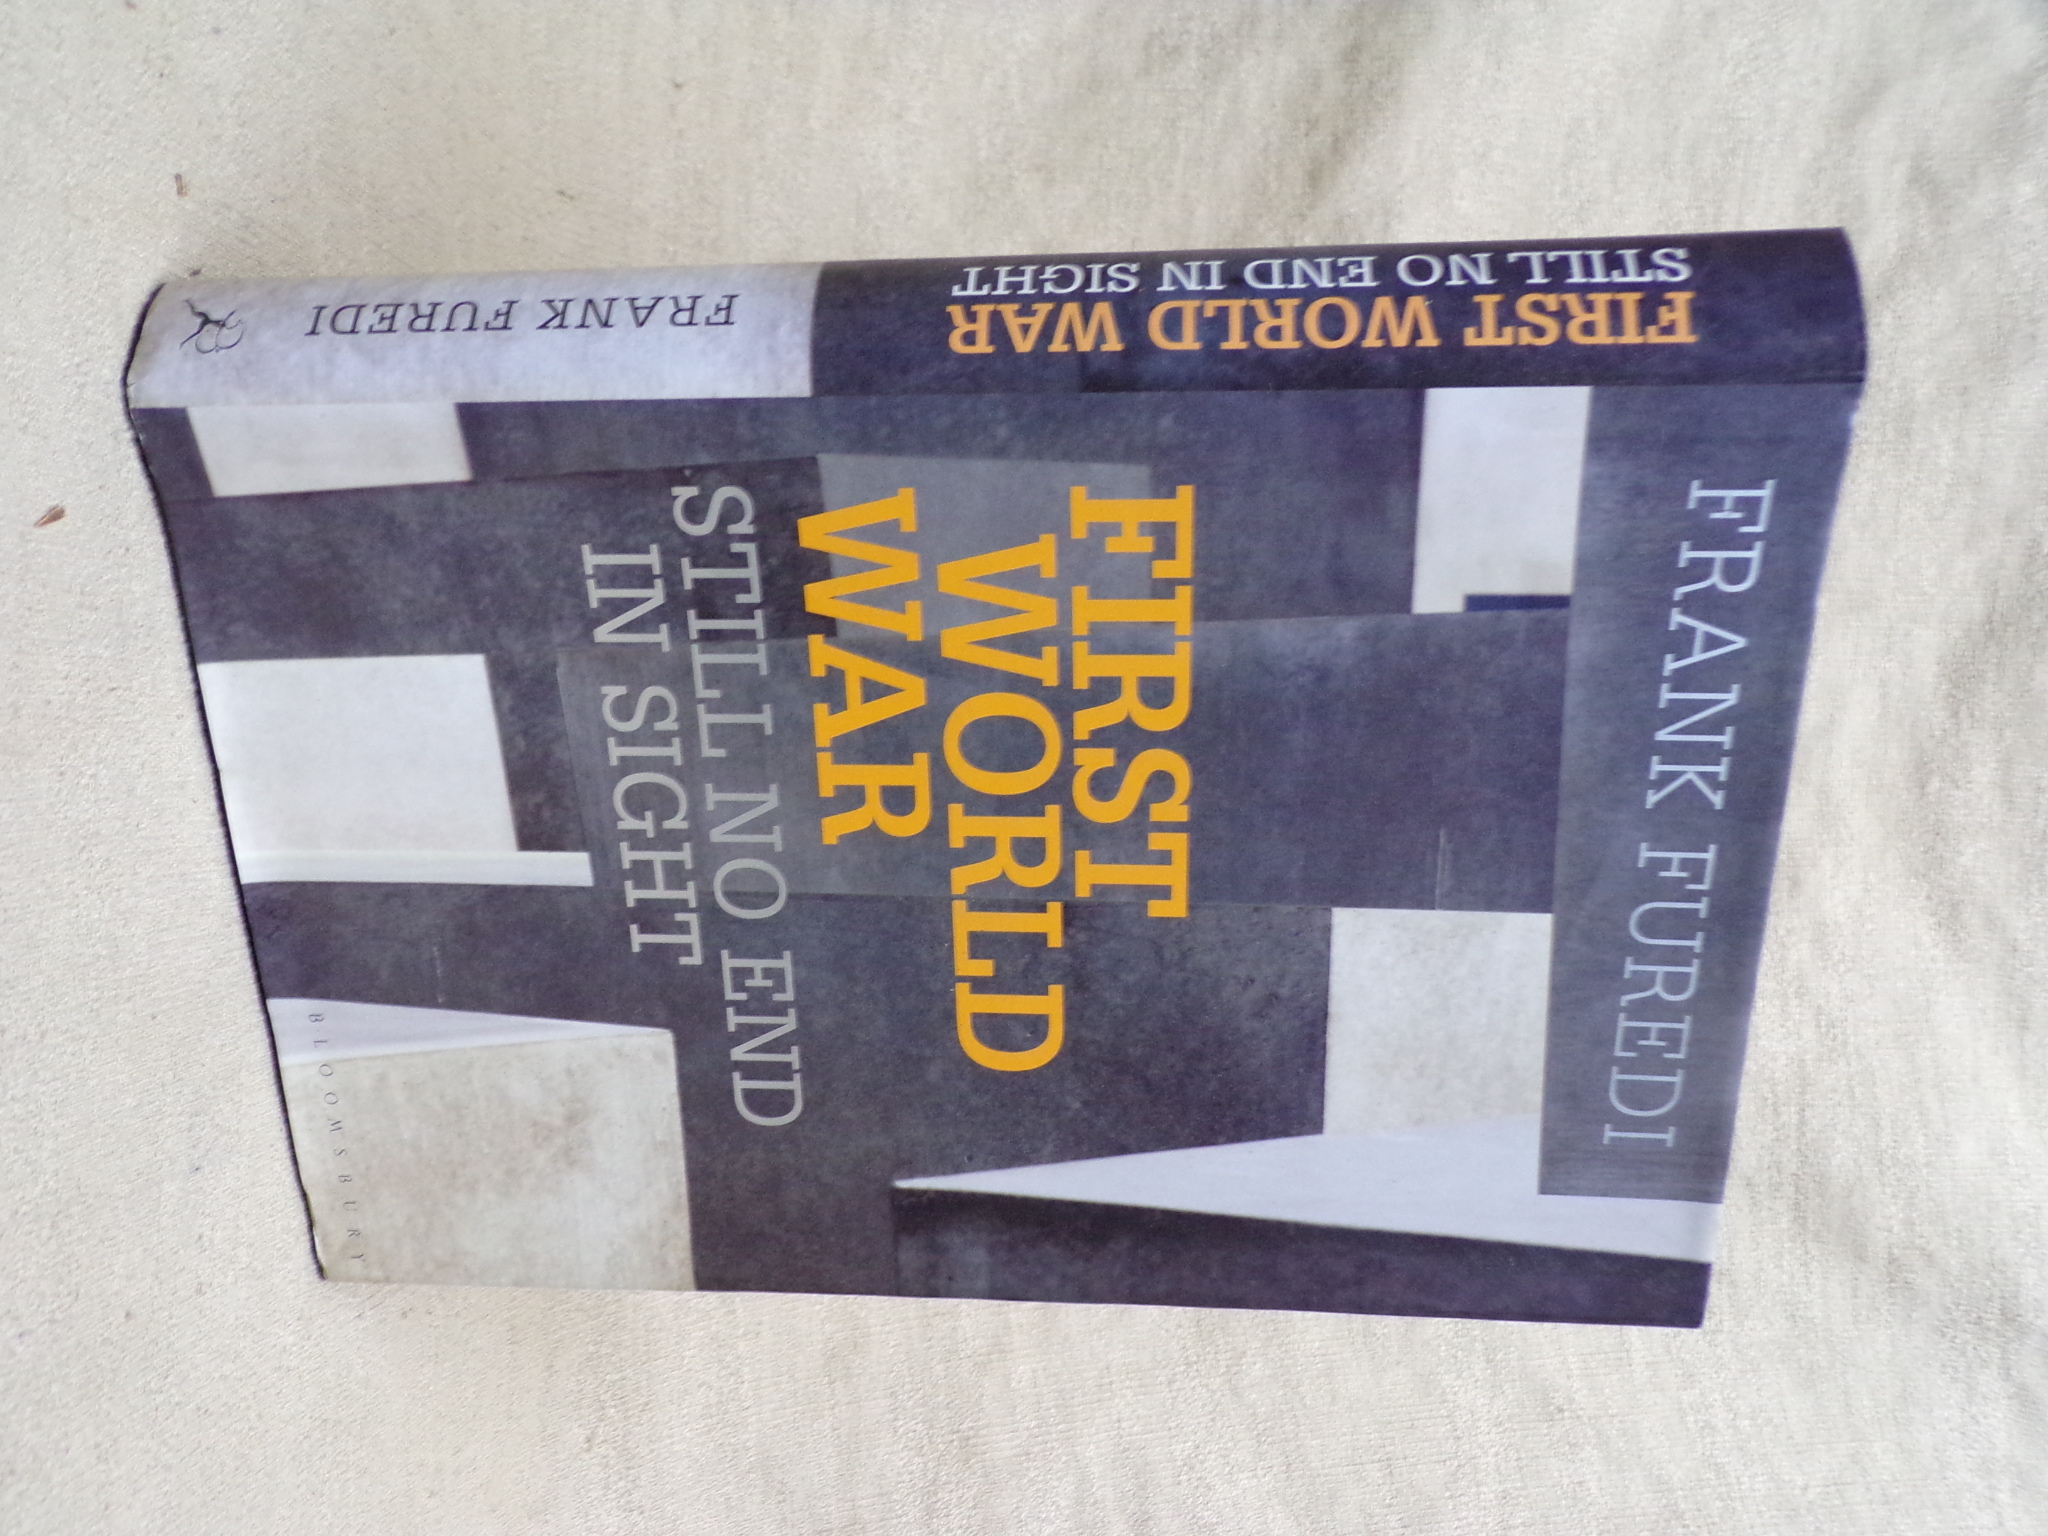 FRANK FUREDI
FIRST
WORLD
WAR
STILL NO END
IN SIGHT
BLOOMSBURY
FIRST WORLD WAR
STILL NO END IN SIGHT
FRANK FUREDI